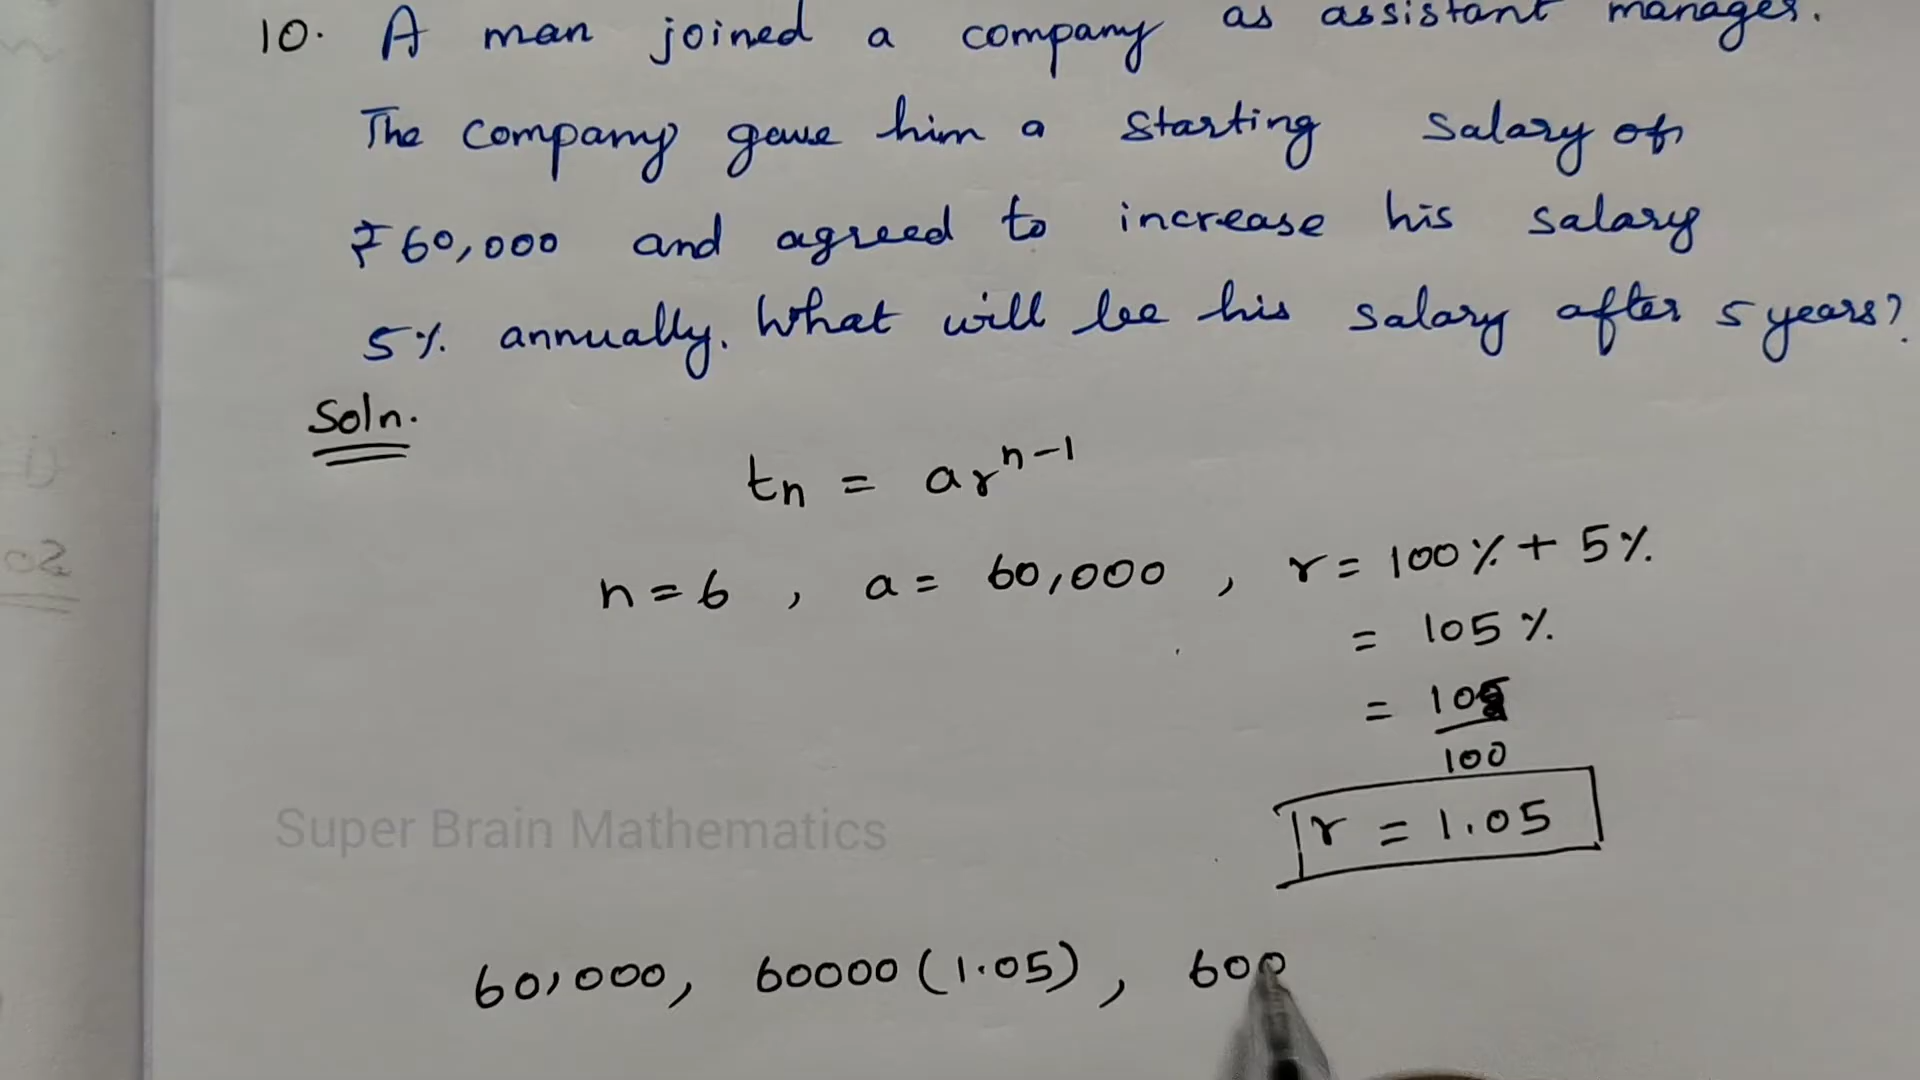 10. A man joined a company as assistant manager.
The company gave him a starting salary of
₹60,000 and agreed to increase his salary
5% annually. What will be his salary after 5 years?
Soln.
tn = ar^n-1
n=6 , a= 60,000 , r= 100% + 5%
= 105%
= 105
100
r = 1.05
Super Brain Mathematics
60,000, 60000(1.05), 600